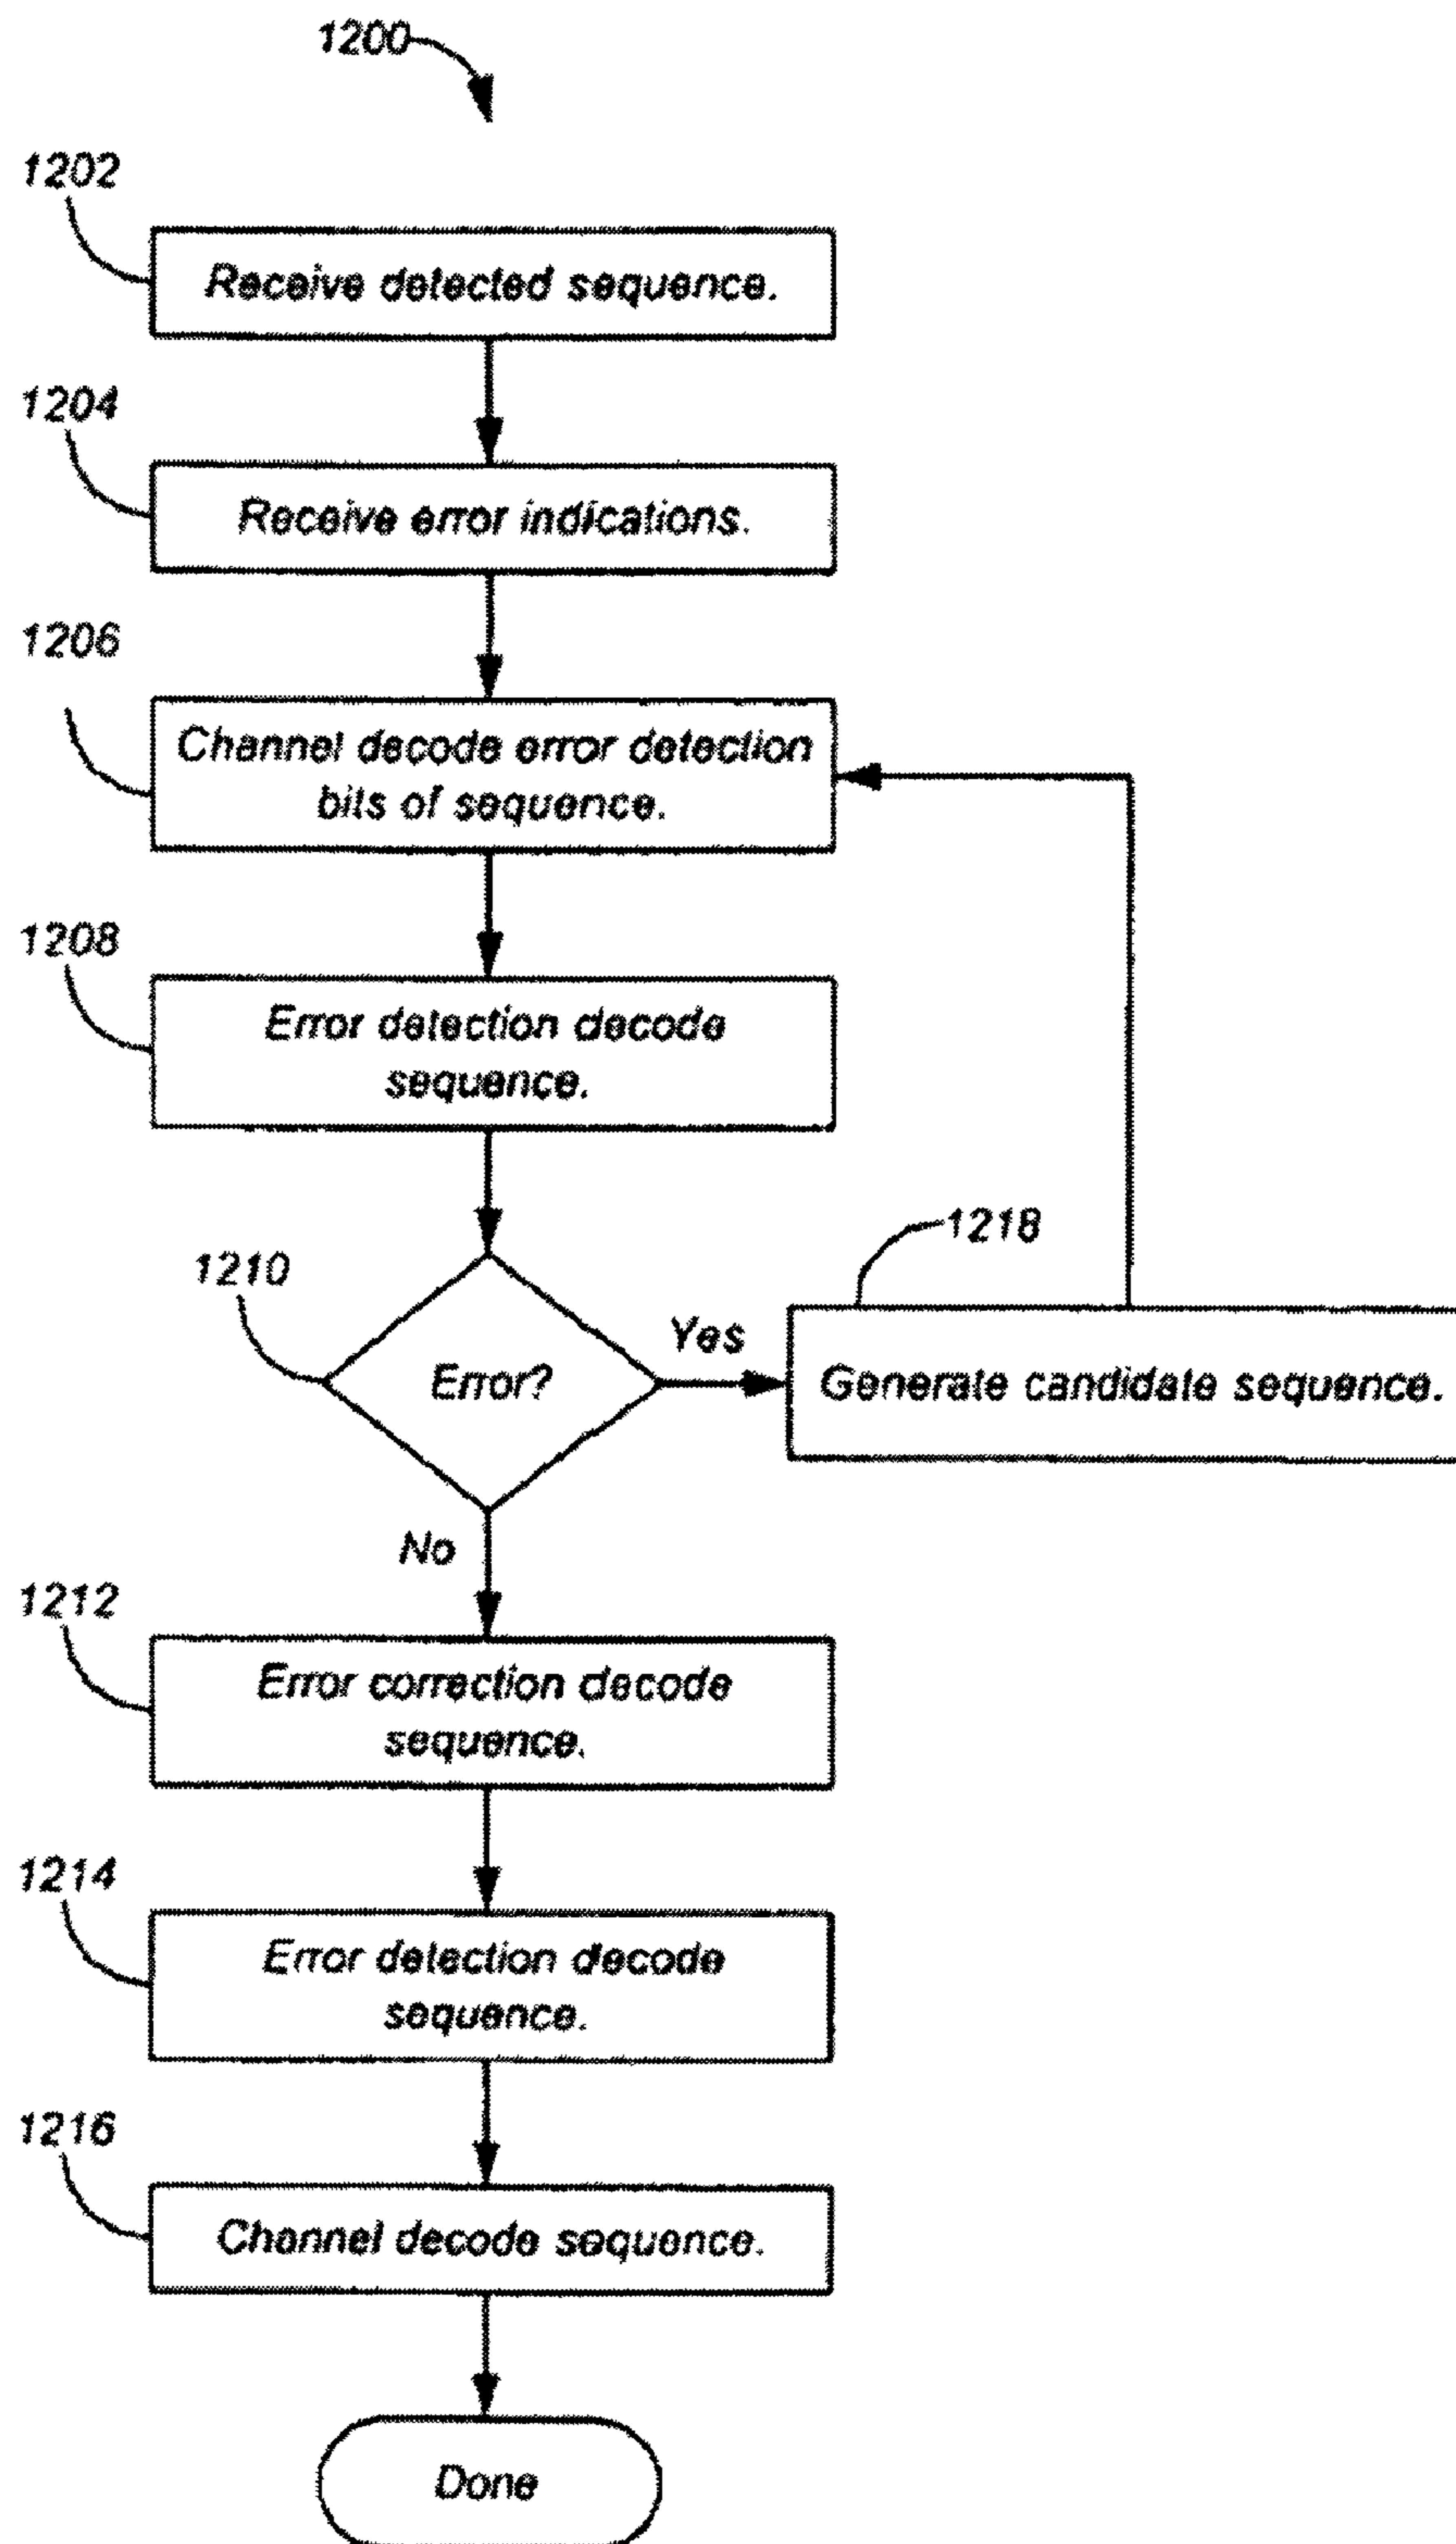 1200
1202
Receive detected sequence.
1204
Receive error indications.
1206
Channel decode error detection
bits of sequence.
1208
Error detection decode
sequence.
1210
Error?
Yes
1218
Generate candidate sequence.
No
1212
Error correction decode
sequence.
1214
Error detection decode
sequence.
1216
Channel decode sequence.
Done